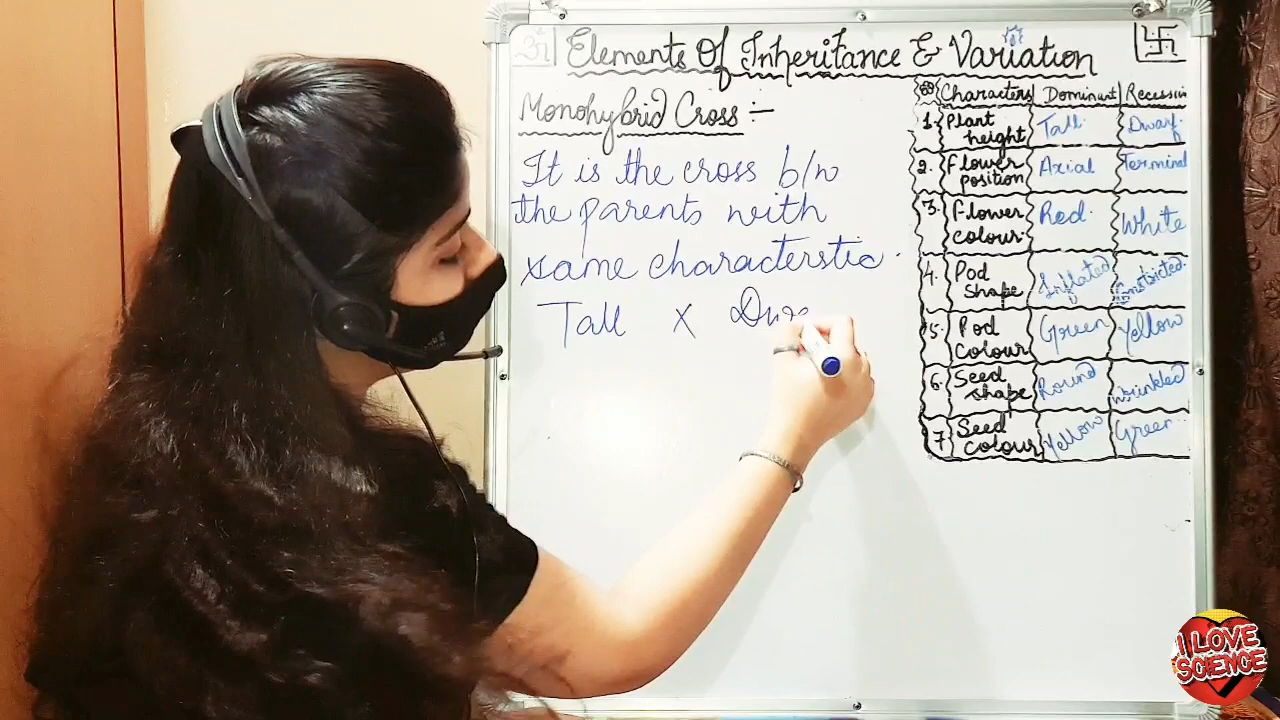 Elements Of Inheritance & Variation
Monohybrid Cross :-
It is the cross b/w
the parents with
same characterstic.
Tall X Dwa
Characters Dominant Recessiv
1. Plant height Tall Dwarf
2. Flower position Axial Terminal
3. Flower colour Red White
4. Pod Shape Inflated Constricted
5. Pod Colour Green Yellow
6. Seed shape Round Wrinkled
7. Seed colour Yellow Green
I LOVE
SCIENCE